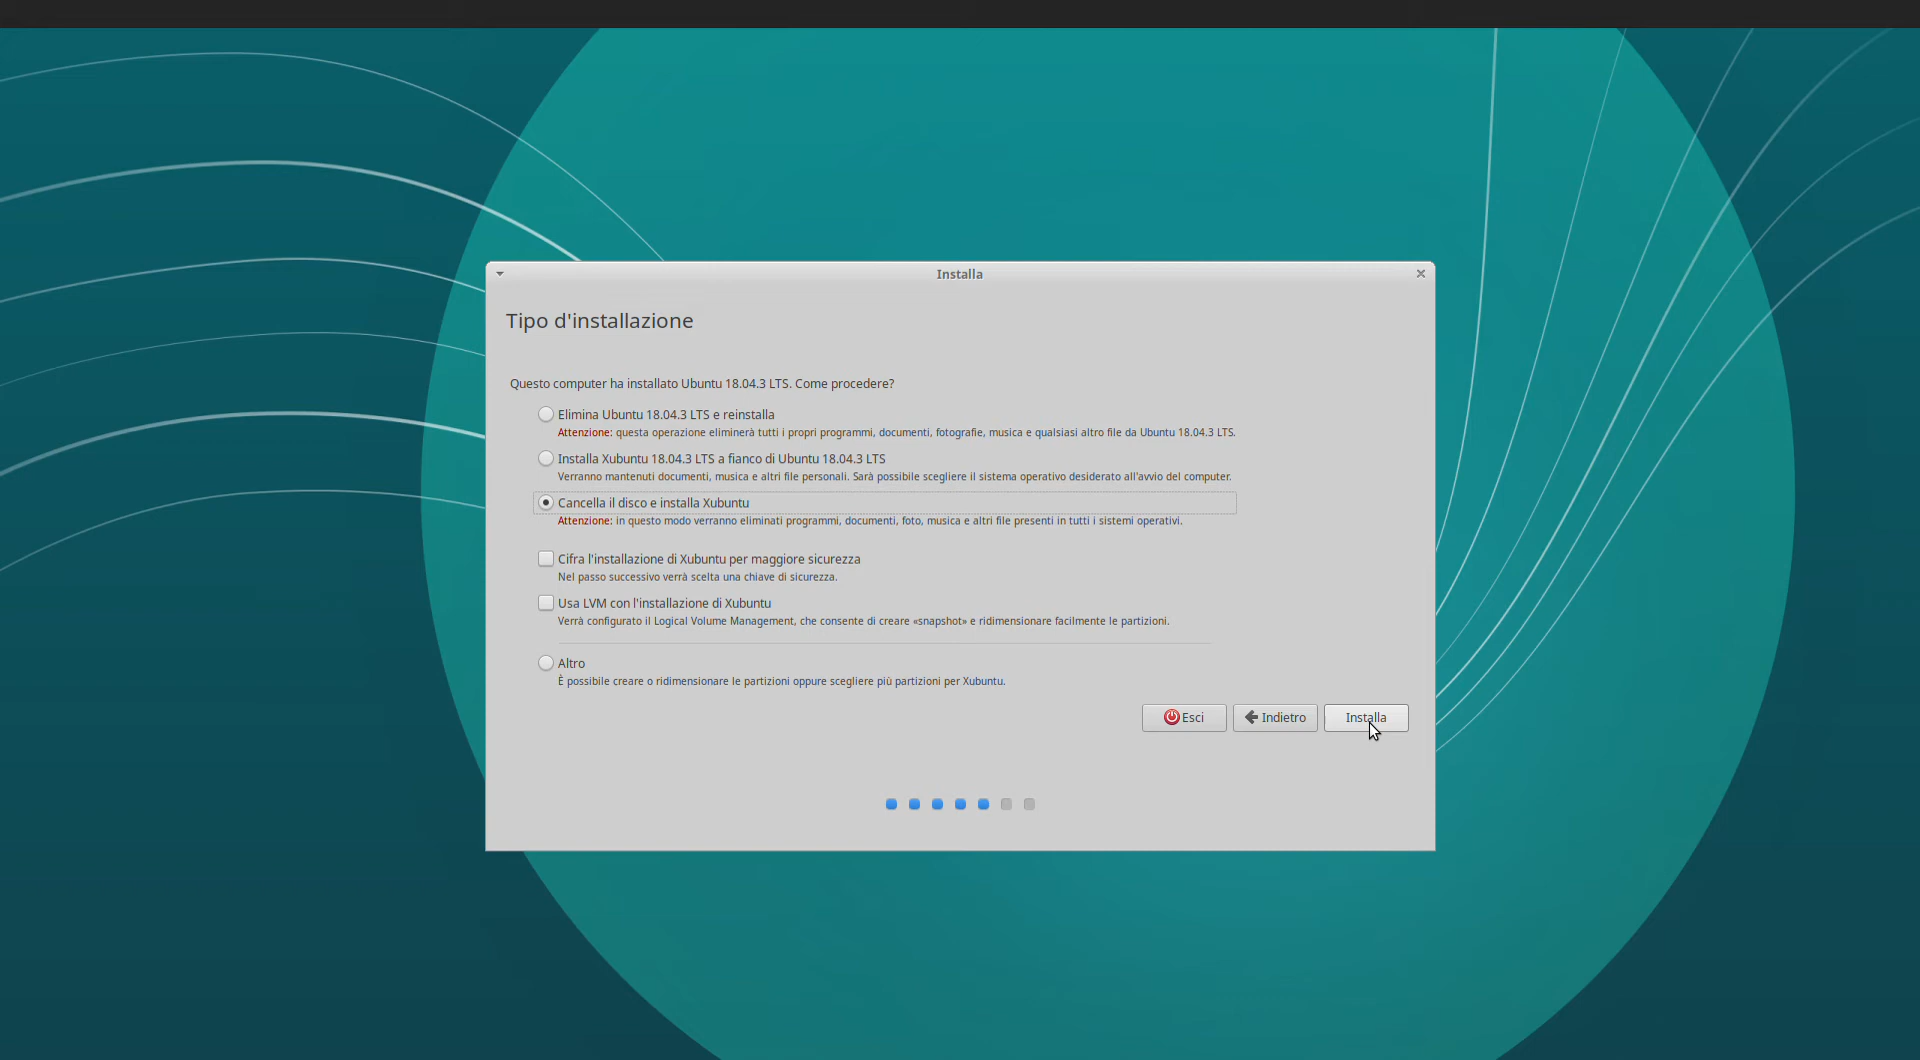 Installa
Tipo d'installazione
Questo computer ha installato Ubuntu 18.04.3 LTS. Come procedere?
Elimina Ubuntu 18.04.3 LTS e reinstalla
Attenzione: questa operazione eliminerà tutti i propri programmi, documenti, fotografie, musica e qualsiasi altro file da Ubuntu 18.04.3 LTS.
Installa Xubuntu 18.04.3 LTS a fianco di Ubuntu 18.04.3 LTS
Verranno mantenuti documenti, musica e altri file personali. Sarà possibile scegliere il sistema operativo desiderato all'avvio del computer.
Cancella il disco e installa Xubuntu
Attenzione: in questo modo verranno eliminati programmi, documenti, foto, musica e altri file presenti in tutti i sistemi operativi.
Cifra l'installazione di Xubuntu per maggiore sicurezza
Nel passo successivo verrà scelta una chiave di sicurezza.
Usa LVM con l'installazione di Xubuntu
Verrà configurato il Logical Volume Management, che consente di creare «snapshot» e ridimensionare facilmente le partizioni.
Altro
È possibile creare o ridimensionare le partizioni oppure scegliere più partizioni per Xubuntu.
Esci Indietro Installa